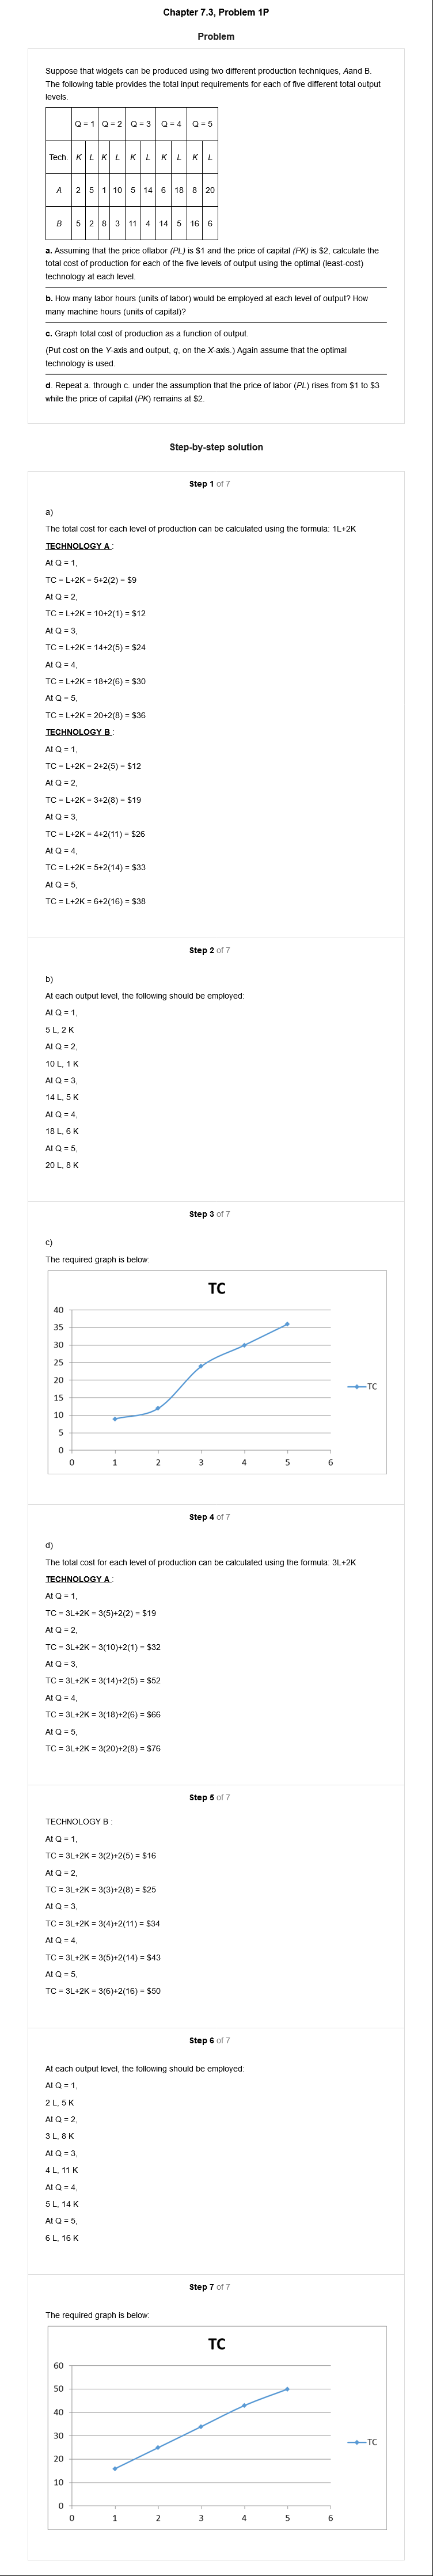 Chapter 7.3, Problem 1P
Problem
Suppose that widgets can be produced using two different production techniques, Aand B.
The following table provides the total input requirements for each of five different total output
levels.
Q = 1 Q = 2 Q = 3 Q = 4 Q = 5
Tech. K L K L K L K L K L
A 2 5 1 10 5 14 6 18 8 20
B 5 2 8 3 11 4 14 5 16 6
a. Assuming that the price oflabor (PL) is $1 and the price of capital (PK) is $2, calculate the
total cost of production for each of the five levels of output using the optimal (least-cost)
technology at each level.
b. How many labor hours (units of labor) would be employed at each level of output? How
many machine hours (units of capital)?
c. Graph total cost of production as a function of output.
(Put cost on the Y-axis and output, q, on the X-axis.) Again assume that the optimal
technology is used.
d. Repeat a. through c. under the assumption that the price of labor (PL) rises from $1 to $3
while the price of capital (PK) remains at $2.
Step-by-step solution
Step 1 of 7
a)
The total cost for each level of production can be calculated using the formula: 1L+2K
TECHNOLOGY A :
At Q = 1,
TC = L+2K = 5+2(2) = $9
At Q = 2,
TC = L+2K = 10+2(1) = $12
At Q = 3,
TC = L+2K = 14+2(5) = $24
At Q = 4,
TC = L+2K = 18+2(6) = $30
At Q = 5,
TC = L+2K = 20+2(8) = $36
TECHNOLOGY B :
At Q = 1,
TC = L+2K = 2+2(5) = $12
At Q = 2,
TC = L+2K = 3+2(8) = $19
At Q = 3,
TC = L+2K = 4+2(11) = $26
At Q = 4,
TC = L+2K = 5+2(14) = $33
At Q = 5,
TC = L+2K = 6+2(16) = $38
Step 2 of 7
b)
At each output level, the following should be employed:
At Q = 1,
5 L, 2 K
At Q = 2,
10 L, 1 K
At Q = 3,
14 L, 5 K
At Q = 4,
18 L, 6 K
At Q = 5,
20 L, 8 K
Step 3 of 7
c)
The required graph is below:
TC
40
35
30
25
20
15
10
5
0
TC
0 1 2 3 4 5 6
Step 4 of 7
d)
The total cost for each level of production can be calculated using the formula: 3L+2K
TECHNOLOGY A :
At Q = 1,
TC = 3L+2K = 3(5)+2(2) = $19
At Q = 2,
TC = 3L+2K = 3(10)+2(1) = $32
At Q = 3,
TC = 3L+2K = 3(14)+2(5) = $52
At Q = 4,
TC = 3L+2K = 3(18)+2(6) = $66
At Q = 5,
TC = 3L+2K = 3(20)+2(8) = $76
Step 5 of 7
TECHNOLOGY B :
At Q = 1,
TC = 3L+2K = 3(2)+2(5) = $16
At Q = 2,
TC = 3L+2K = 3(3)+2(8) = $25
At Q = 3,
TC = 3L+2K = 3(4)+2(11) = $34
At Q = 4,
TC = 3L+2K = 3(5)+2(14) = $43
At Q = 5,
TC = 3L+2K = 3(6)+2(16) = $50
Step 6 of 7
At each output level, the following should be employed:
At Q = 1,
2 L, 5 K
At Q = 2,
3 L, 8 K
At Q = 3,
4 L, 11 K
At Q = 4,
5 L, 14 K
At Q = 5,
6 L, 16 K
Step 7 of 7
The required graph is below:
TC
60
50
40
30
20
10
0
TC
0 1 2 3 4 5 6